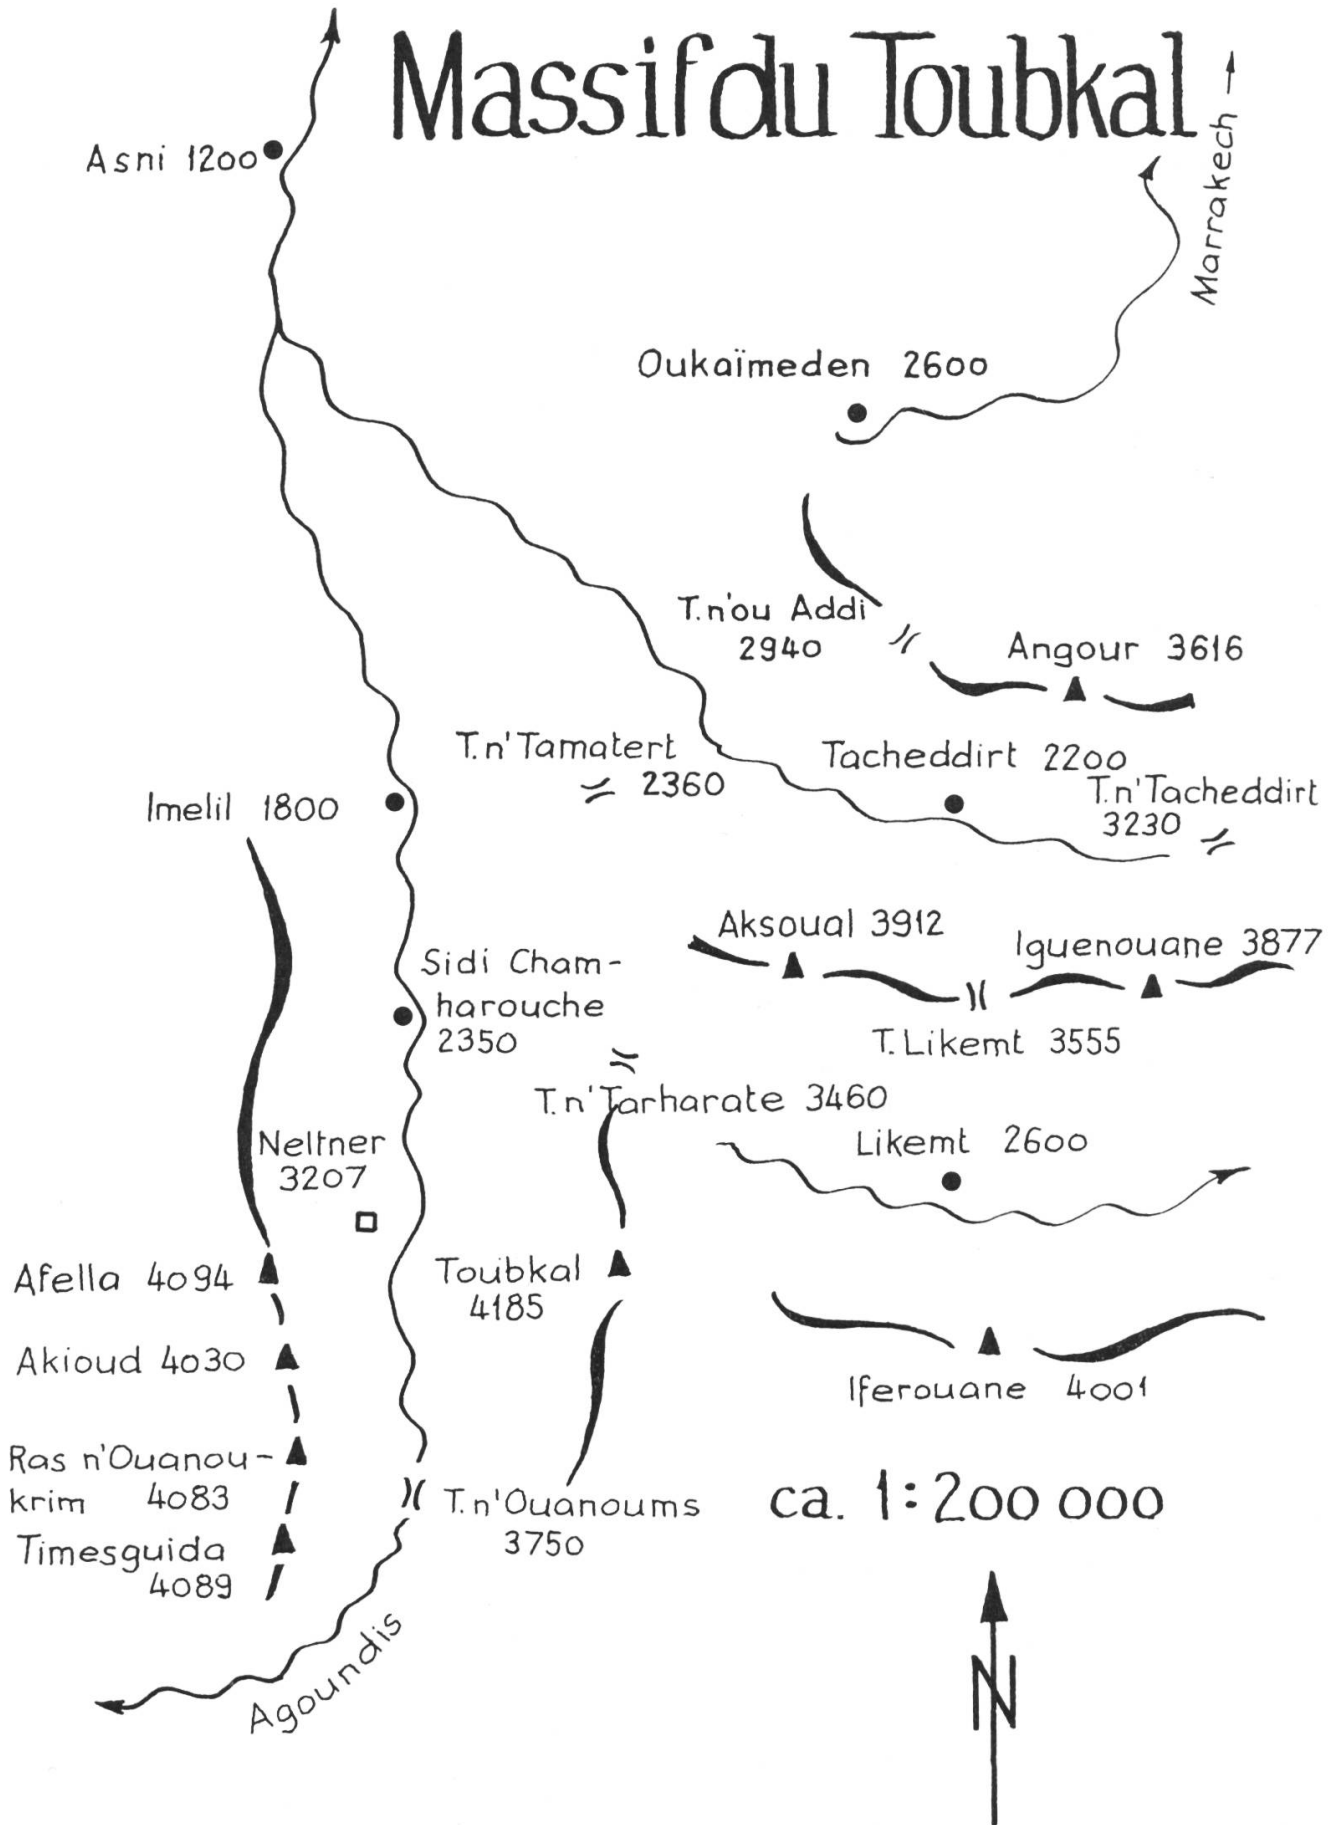 Massif du Toubkal
Marrakech
Asni 1200
Oukaïmeden 2600
T.n'ou Addi
2940
Angour 3616
T.n'Tamatert
2360
Tacheddirt 2200
T.n'Tacheddirt
3230
Imelil 1800
Aksoual 3912
Iguenouane 3877
Sidi Cham-
harouche
2350
T.Likemt 3555
T.n'Tarharate 3460
Neltner
3207
Likemt 2600
Afella 4094
Toubkal
4185
Akioud 4030
Iferouane 4001
Ras n'Ouanou-
krim 4083
T.n'Ouanoums
3750
ca. 1:200 000
Timesguida
4089
Agoundis
N